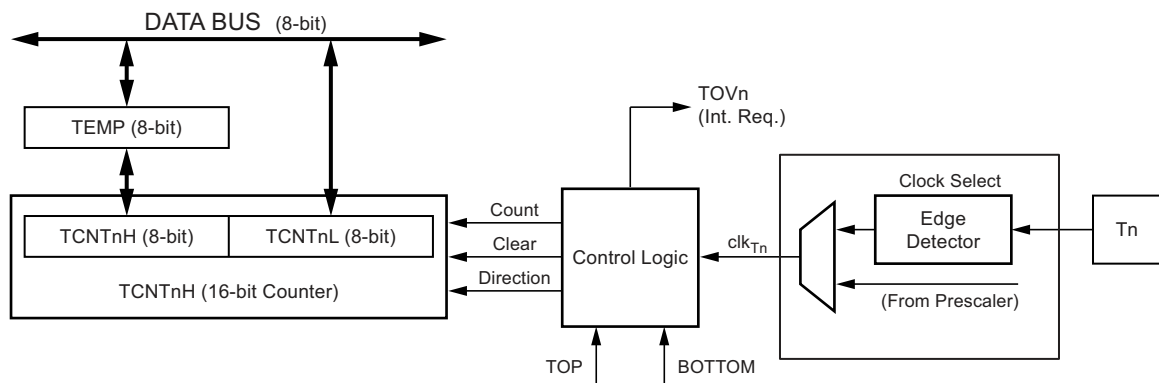 DATA BUS (8-bit)
TEMP (8-bit)
TCNTnH (8-bit)
TCNTnL (8-bit)
TCNTnH (16-bit Counter)
Count
Clear
Direction
TOVn
(Int. Req.)
Control Logic
TOP
BOTTOM
clkTn
Clock Select
Edge
Detector
(From Prescaler)
Tn